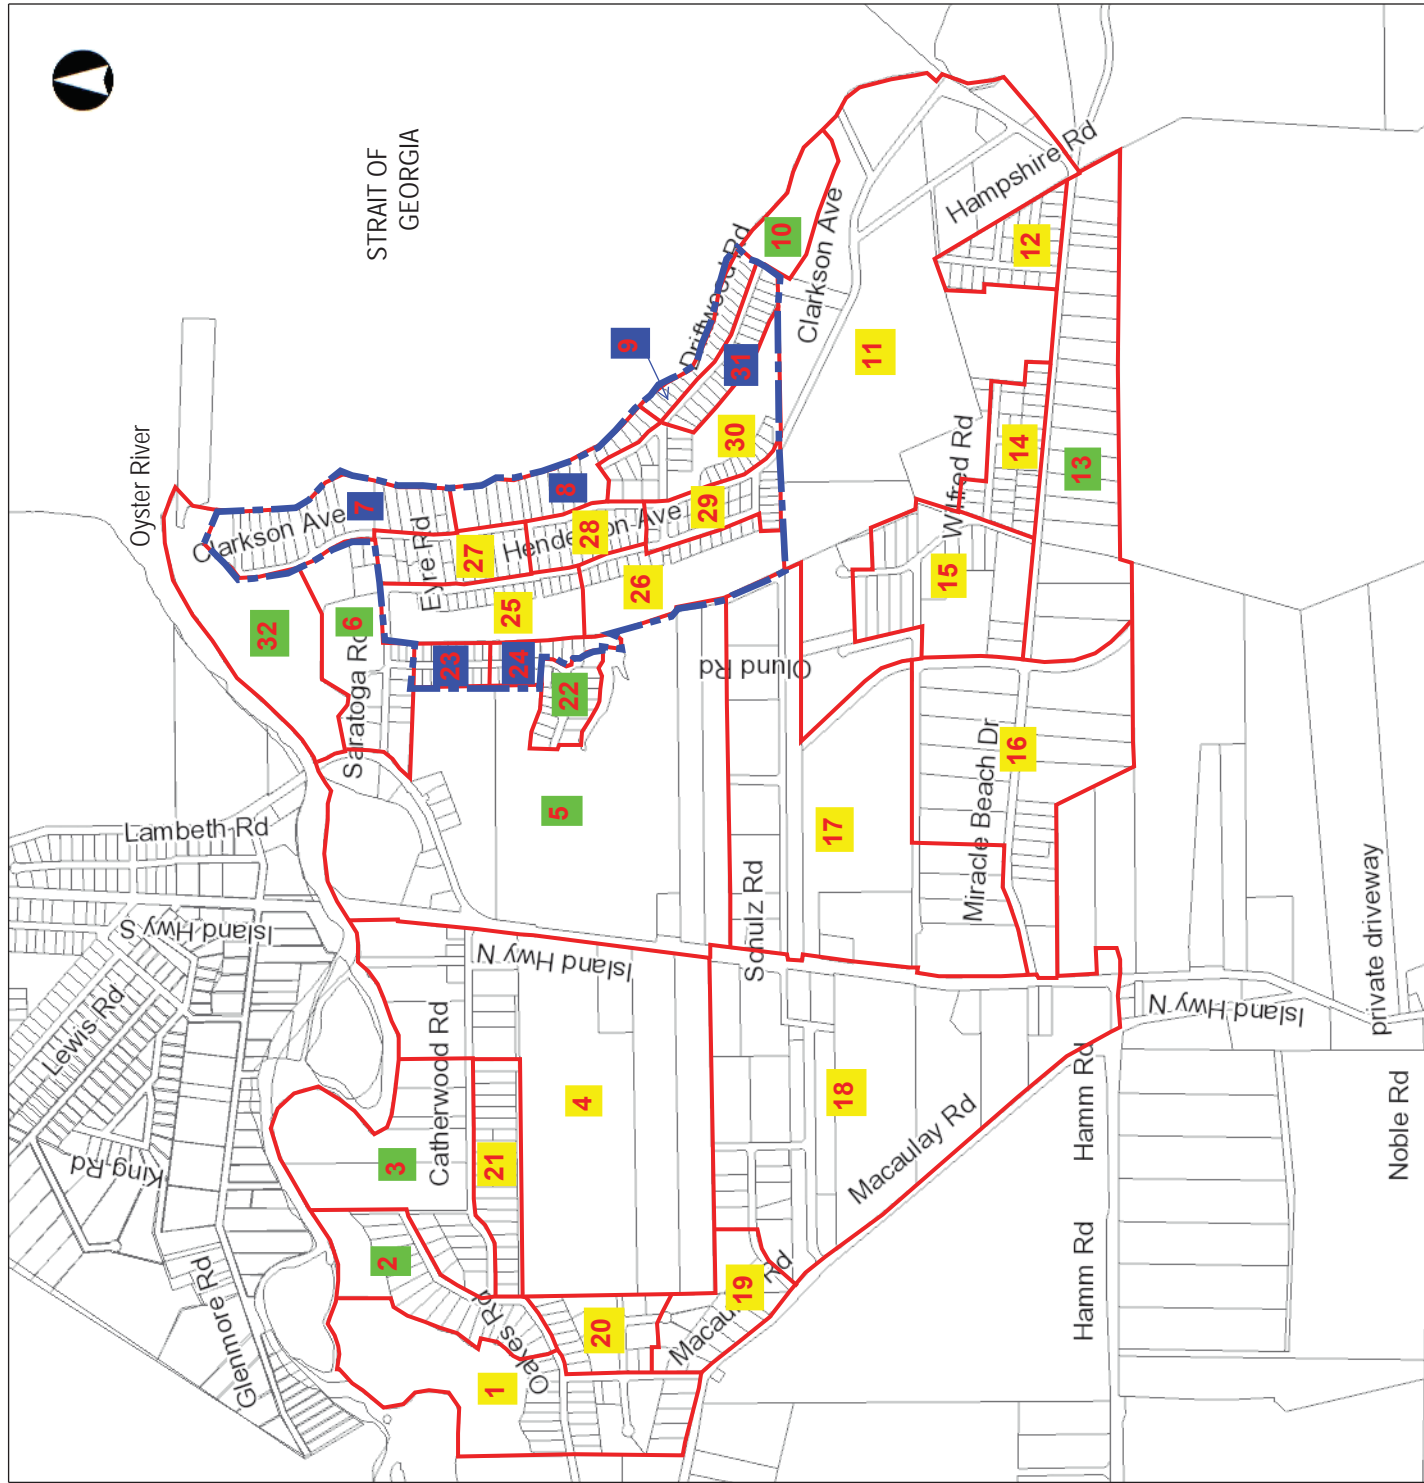 Oyster River
STRAIT OF
GEORGIA
Clarkson Ave
7
32
6
Saratoga Rd
Eyre Rd
27
Henderson Ave
28
8
9
Driftwood Rd
10
31
30
29
Clarkson Ave
11
Hampshire Rd
12
13
14
Wilfred Rd
15
25
26
23
24
22
5
Olund Rd
Schulz Rd
17
16
Miracle Beach Dr
Lambeth Rd
Island Hwy S
Lewis Rd
King Rd
Glenmore Rd
Island Hwy N
Catherwood Rd
3
21
4
2
1
Oakes Rd
20
19
Macaulay Rd
18
Macaulay Rd
Hamm Rd
Hamm Rd
Island Hwy N
private driveway
Noble Rd